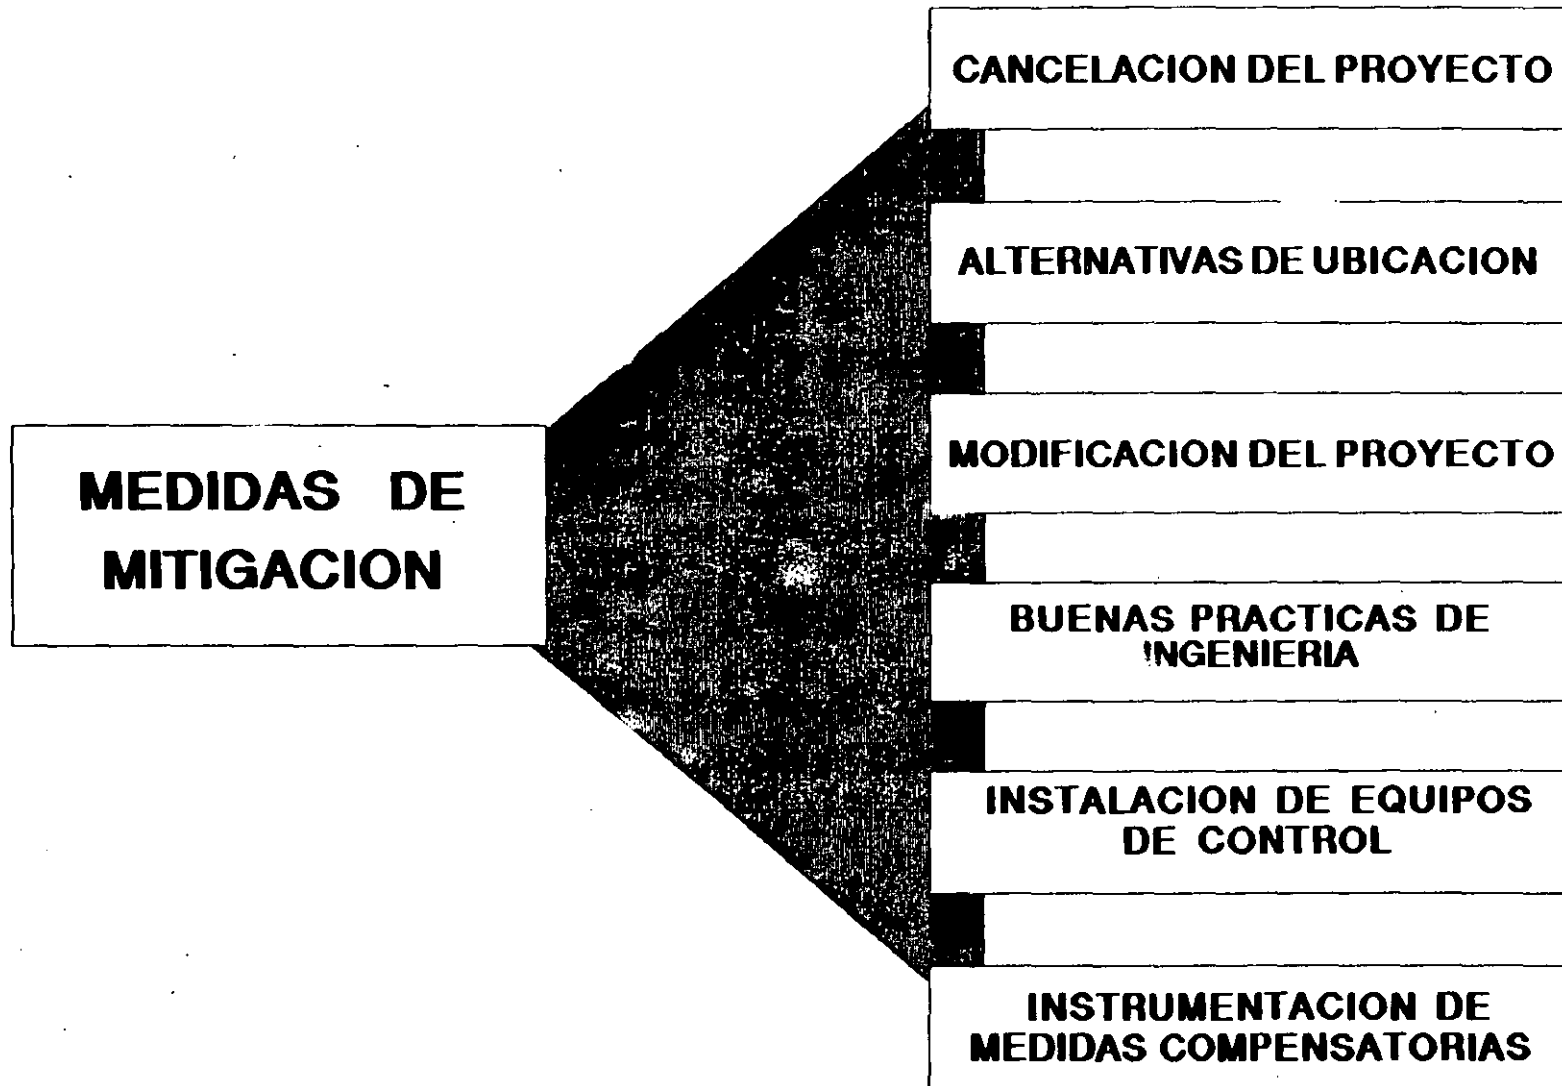 MEDIDAS DE
MITIGACION
CANCELACION DEL PROYECTO
ALTERNATIVAS DE UBICACION
MODIFICACION DEL PROYECTO
BUENAS PRACTICAS DE
INGENIERIA
INSTALACION DE EQUIPOS
DE CONTROL
INSTRUMENTACION DE
MEDIDAS COMPENSATORIAS